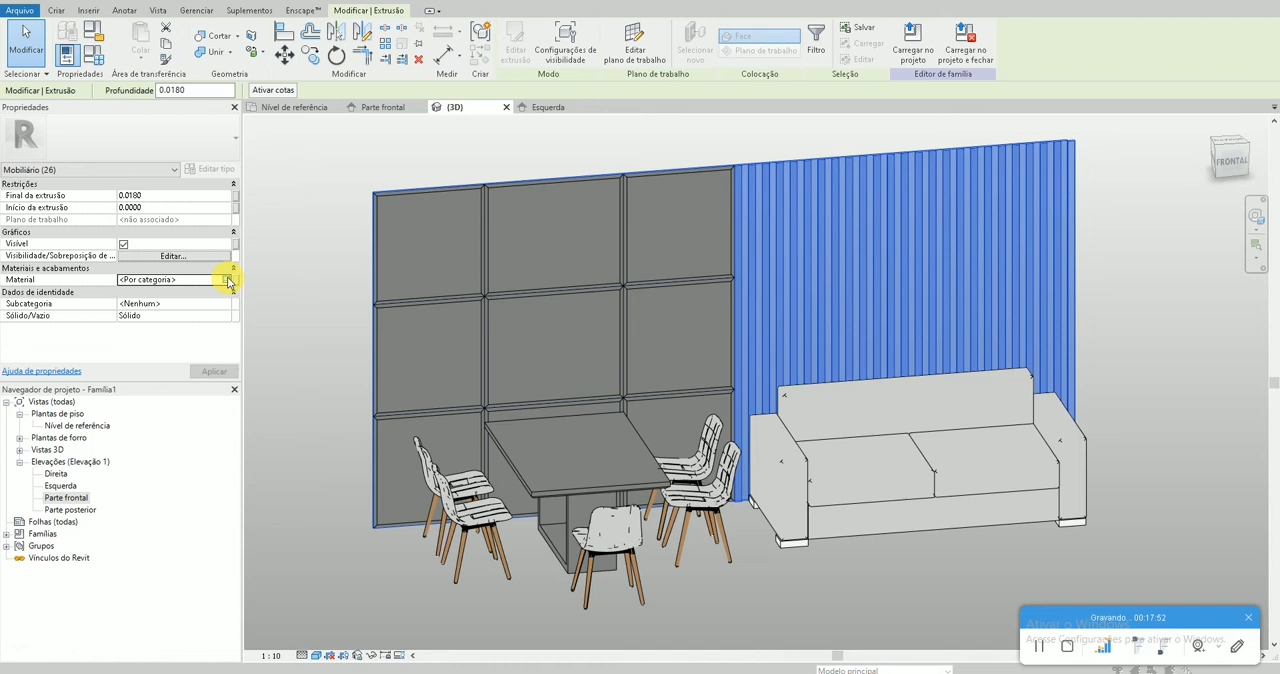 Arquivo Criar Inserir Anotar Vista Gerenciar Suplementos Enscape™ Modificar | Extrusão
Modificar
Selecionar
Propriedades
Colar
Área de transferência
Cortar
Unir
Geometria
Modificar
Medir
Criar
Editar extrusão
Configurações de visibilidade
Modo
Editar plano de trabalho
Plano de trabalho
Selecionar novo
Face
Plano de trabalho
Colocação
Filtro
Salvar
Carregar
Editar
Seleção
Carregar no projeto
Carregar no projeto e fechar
Editor de família
Modificar | Extrusão Profundidade 0.0180 Ativar cotas
Propriedades
Nível de referência Parte frontal {3D} Esquerda
R
Mobiliário (26) Editar tipo
Restrições
Final da extrusão 0.0180
Início da extrusão 0.0000
Plano de trabalho <não associado>
Gráficos
Visível
Visibilidade/Sobreposição de ... Editar...
Materiais e acabamentos
Material <Por categoria>
Dados de identidade
Subcategoria <Nenhum>
Sólido/Vazio Sólido
Ajuda de propriedades Aplicar
Navegador de projeto - Família1
Vistas (todas)
Plantas de piso
Nível de referência
Plantas de forro
Vistas 3D
Elevações (Elevação 1)
Direita
Esquerda
Parte frontal
Parte posterior
Folhas (todas)
Famílias
Grupos
Vínculos do Revit
FRONTAL
Gravando... 00:17:52
Ativar o Windows
Acesse Configurações para ativar o Windows.
1 : 10
Modelo principal